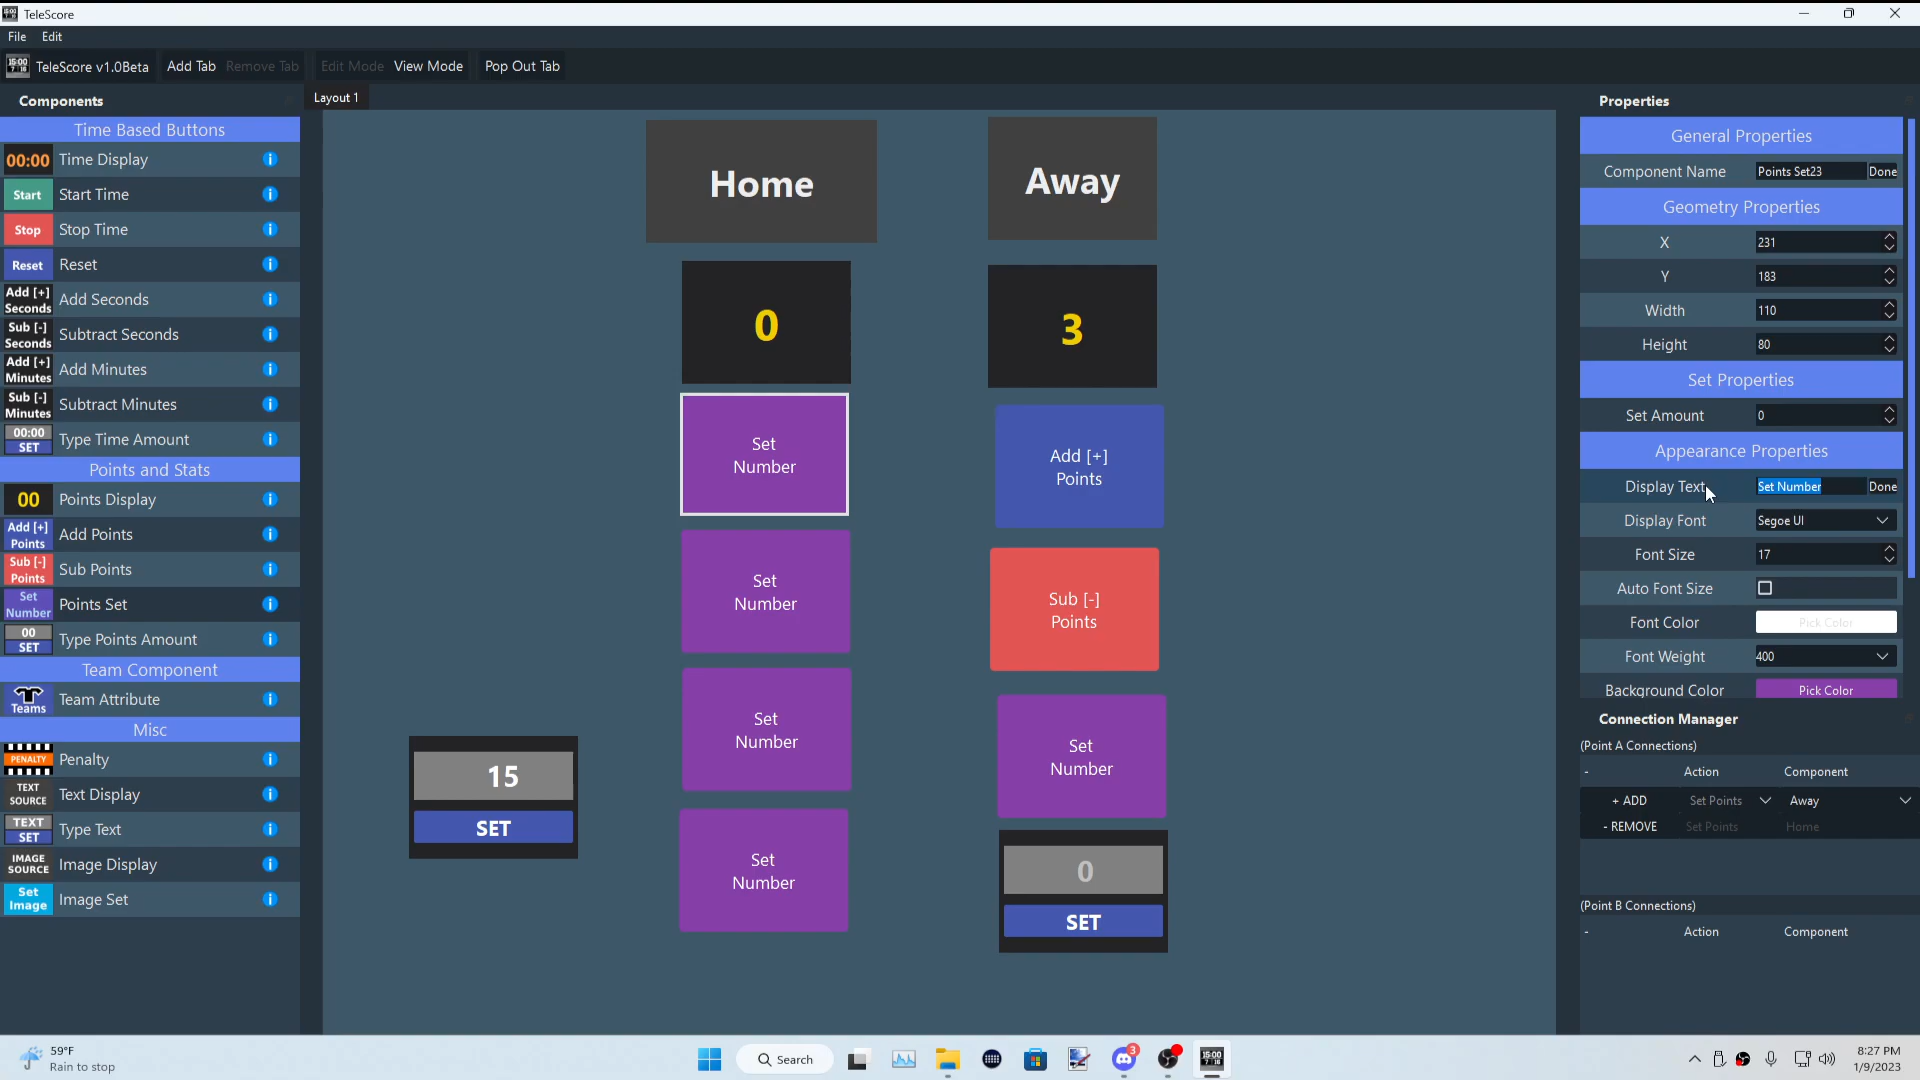 TeleScore
File Edit
TeleScore v1.0Beta Add Tab Remove Tab Edit Mode View Mode Pop Out Tab
Components
Time Based Buttons
00:00 Time Display
Start Start Time
Stop Stop Time
Reset Reset
Add [+] Seconds Add Seconds
Sub [-] Seconds Subtract Seconds
Add [+] Minutes Add Minutes
Sub [-] Minutes Subtract Minutes
00:00 SET Type Time Amount
Points and Stats
00 Points Display
Add [+] Points Add Points
Sub [-] Points Sub Points
Set Number Points Set
00 SET Type Points Amount
Team Component
Teams Team Attribute
Misc
PENALTY Penalty
TEXT SOURCE Text Display
TEXT SET Type Text
IMAGE SOURCE Image Display
Set Image Image Set
Layout 1
Home
Away
0
3
Set
Number
Add [+]
Points
Set
Number
Sub [-]
Points
Set
Number
Set
Number
15
SET
Set
Number
0
SET
Properties
General Properties
Component Name Points Set23 Done
Geometry Properties
X 231
Y 183
Width 110
Height 80
Set Properties
Set Amount 0
Appearance Properties
Display Text Set Number Done
Display Font Segoe UI
Font Size 17
Auto Font Size
Font Color Pick Color
Font Weight 400
Background Color Pick Color
Connection Manager
(Point A Connections)
- Action Component
+ ADD Set Points Away
- REMOVE Set Points Home
(Point B Connections)
- Action Component
59°F
Rain to stop
Search
3
15:00
8:27 PM
1/9/2023